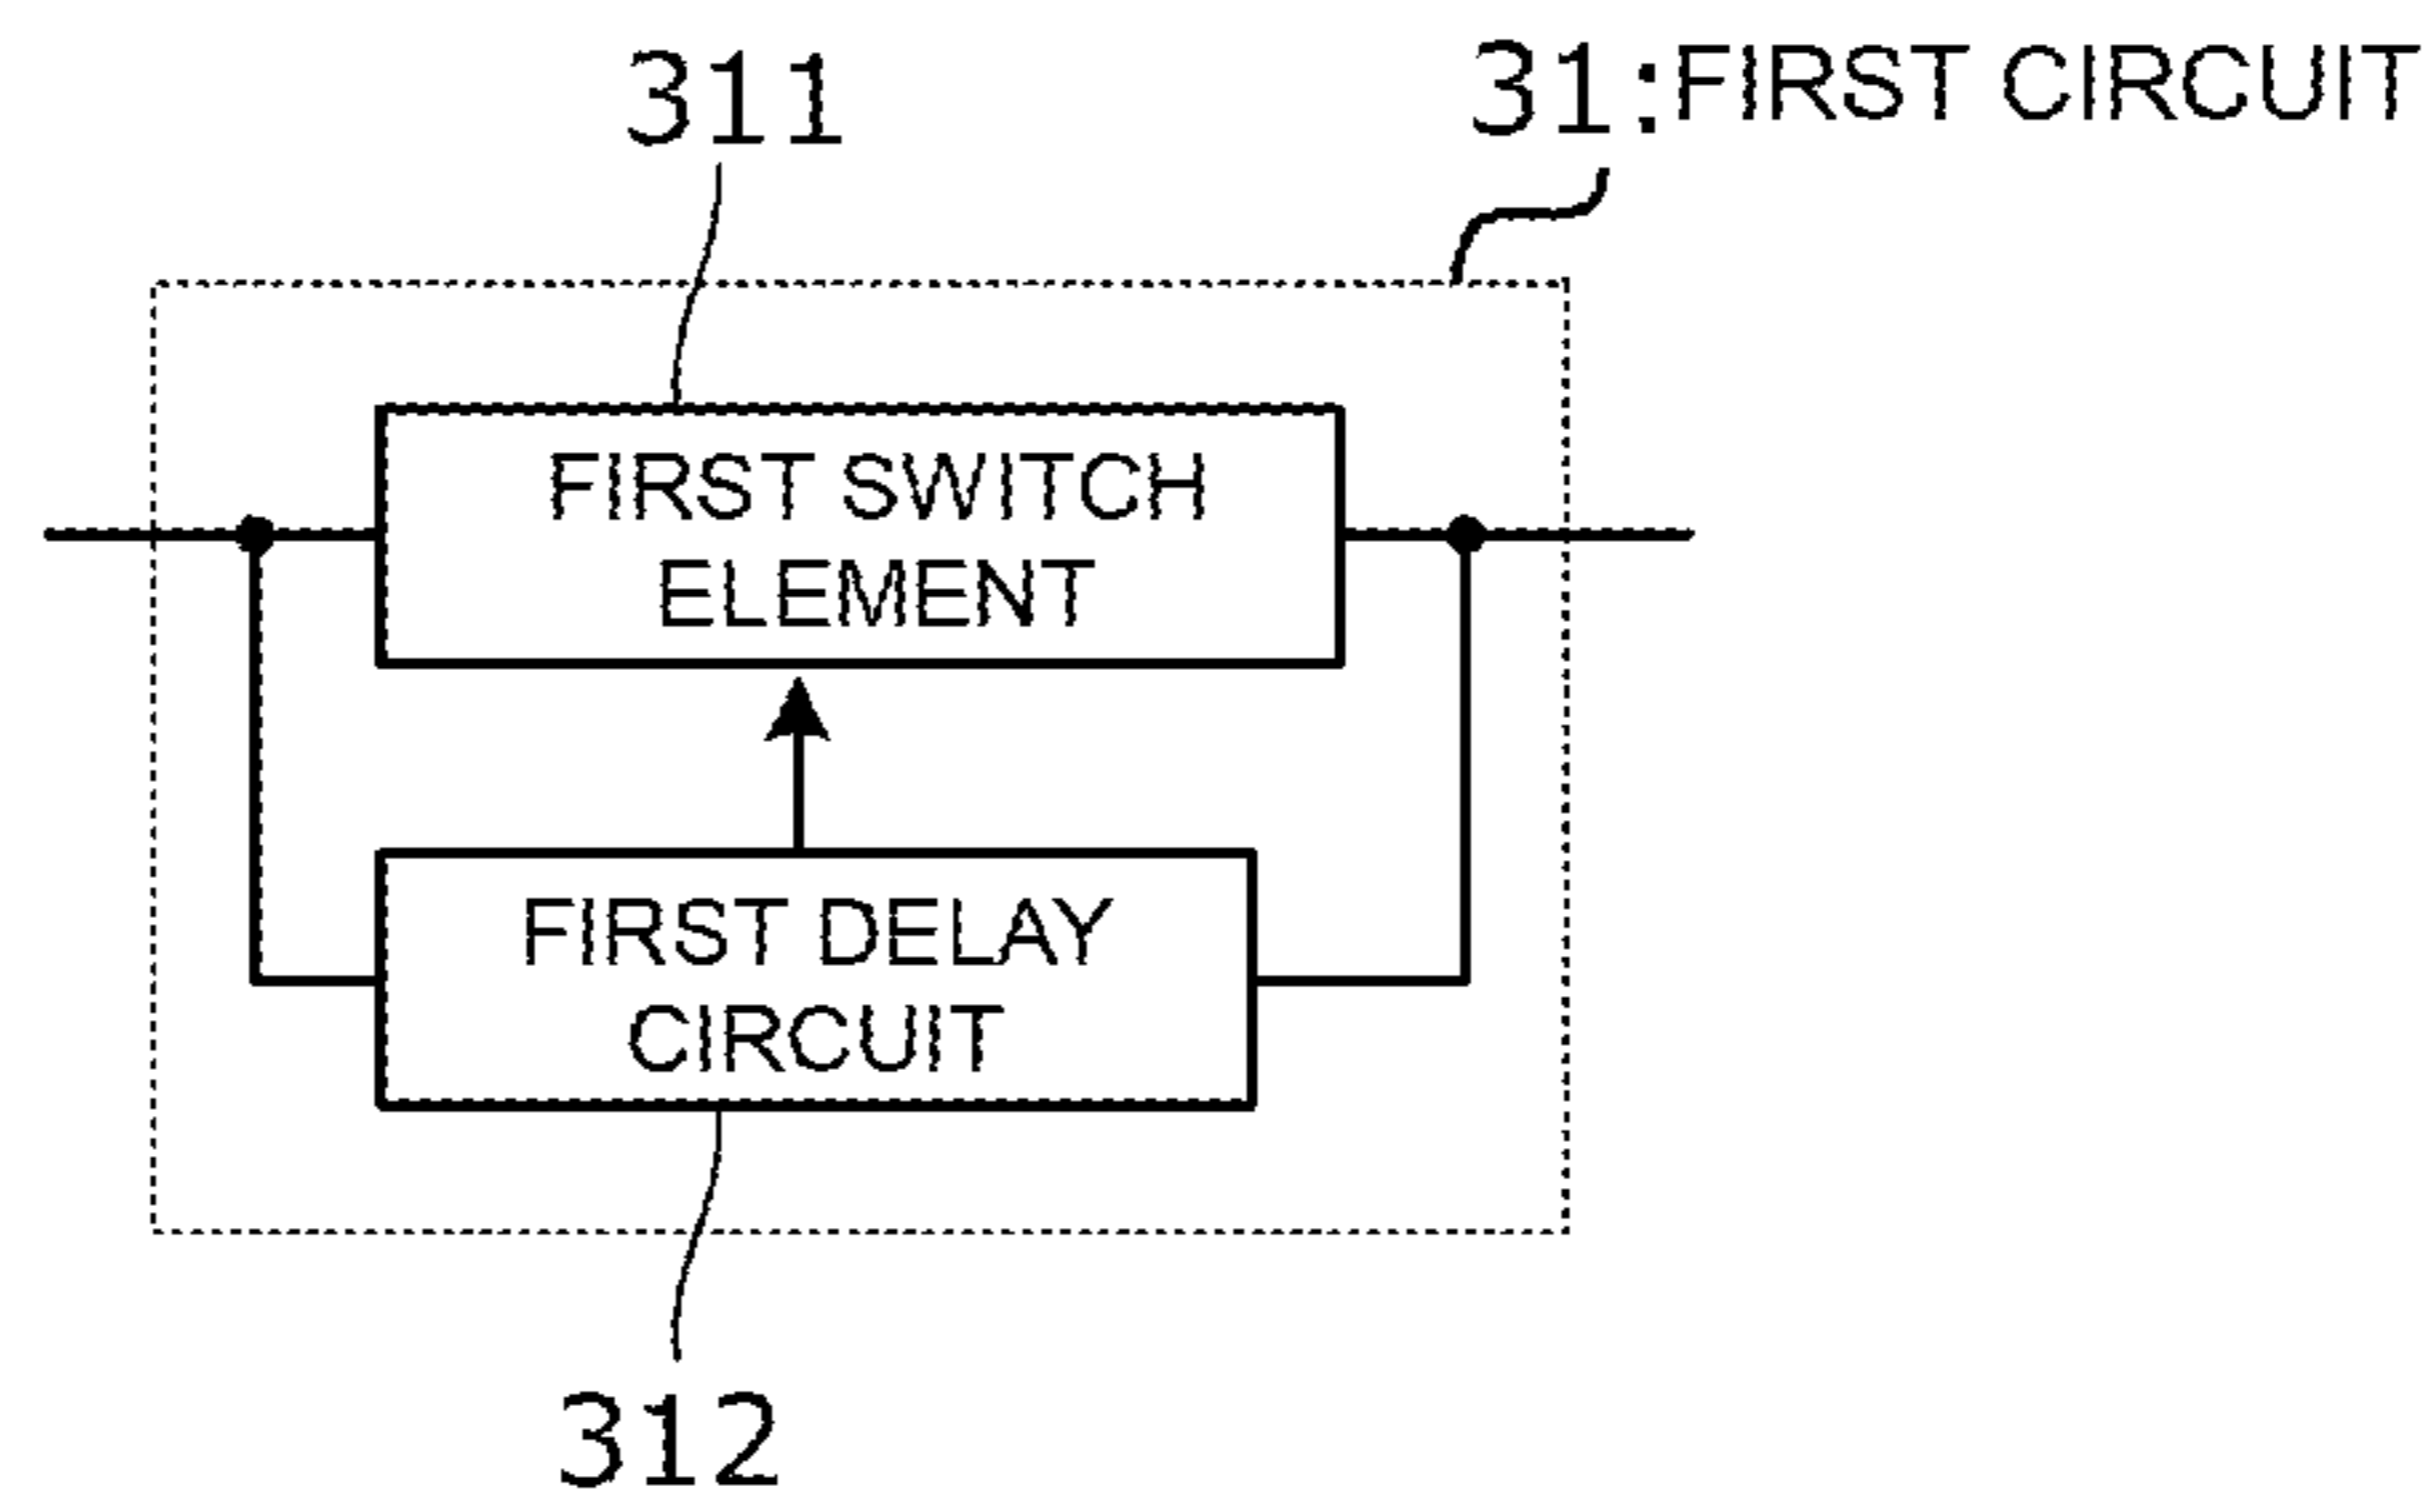 311
31:FIRST CIRCUIT
FIRST SWITCH
ELEMENT
FIRST DELAY
CIRCUIT
312